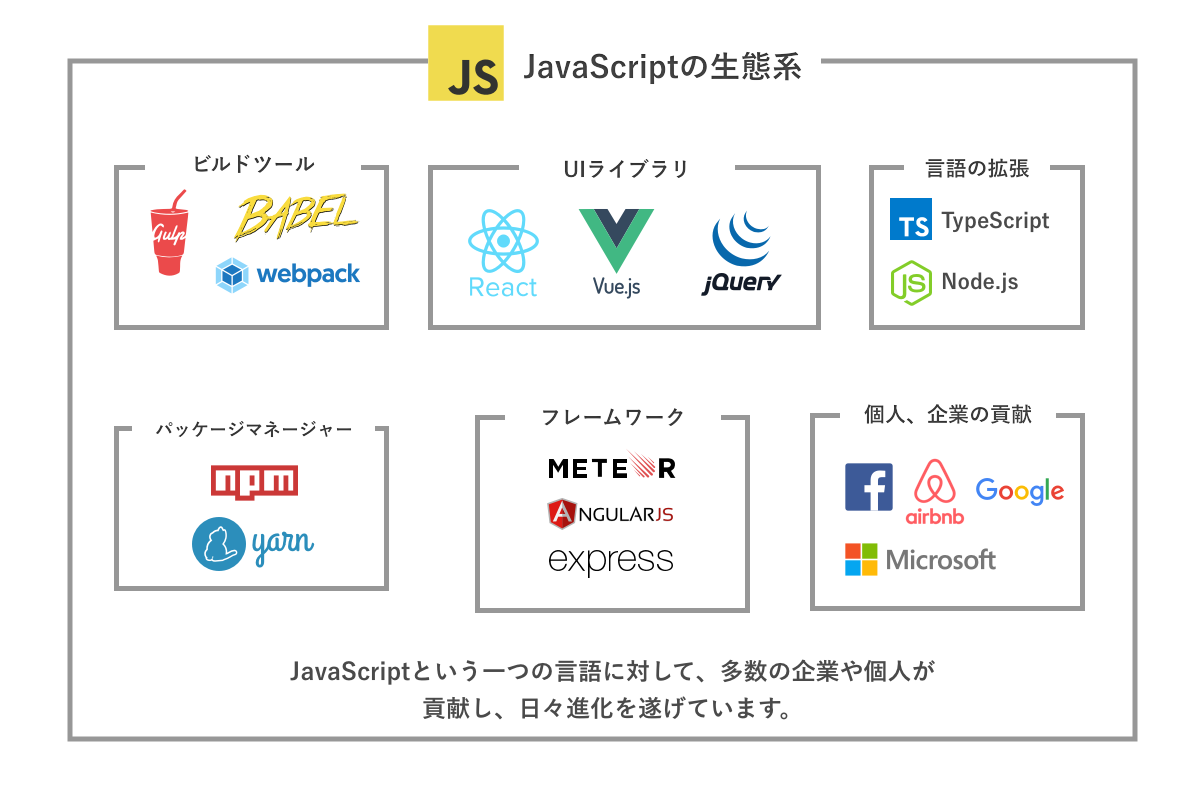 JS JavaScriptの生態系
ビルドツール
Gulp
BABEL
webpack
UIライブラリ
React
Vue.js
jQuery
言語の拡張
TS TypeScript
JS Node.js
パッケージマネージャー
npm
yarn
フレームワーク
METEOR
ANGULARJS
express
個人、企業の貢献
f
airbnb
Google
Microsoft
JavaScriptという一つの言語に対して、多数の企業や個人が
貢献し、日々進化を遂げています。